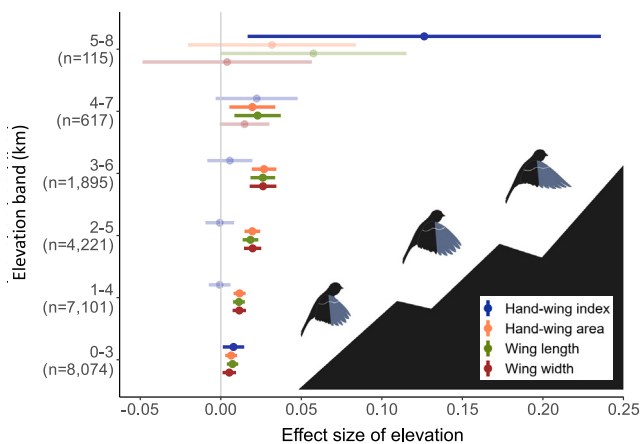 Elevation band (km)
5-8
(n=115)
4-7
(n=617)
3-6
(n=1,895)
2-5
(n=4,221)
1-4
(n=7,101)
0-3
(n=8,074)
Hand-wing index
Hand-wing area
Wing length
Wing width
-0.05 0.00 0.05 0.10 0.15 0.20 0.25
Effect size of elevation